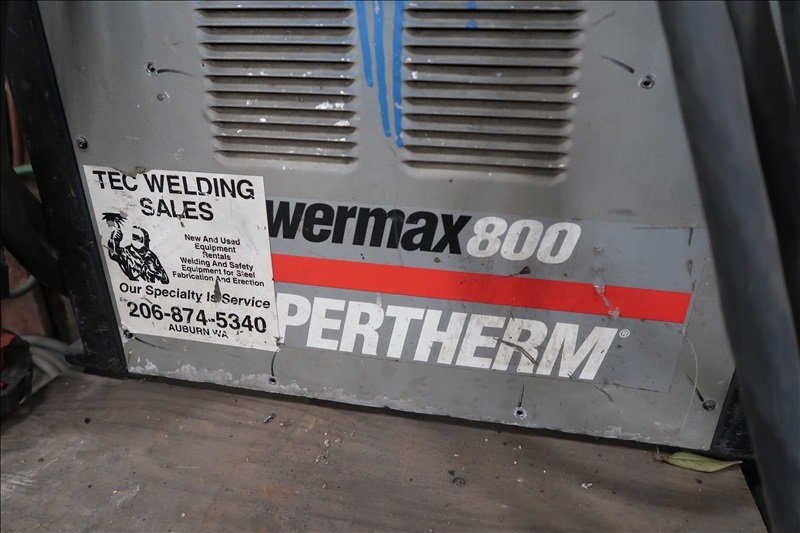 TEC WELDING
SALES
New And Used
Equipment
Rentals
Welding And Safety
Equipment for Steel
Fabrication And Erection
Our Specialty Is Service
206-874-5340
AUBURN WA
wermax800
PERTHERM®